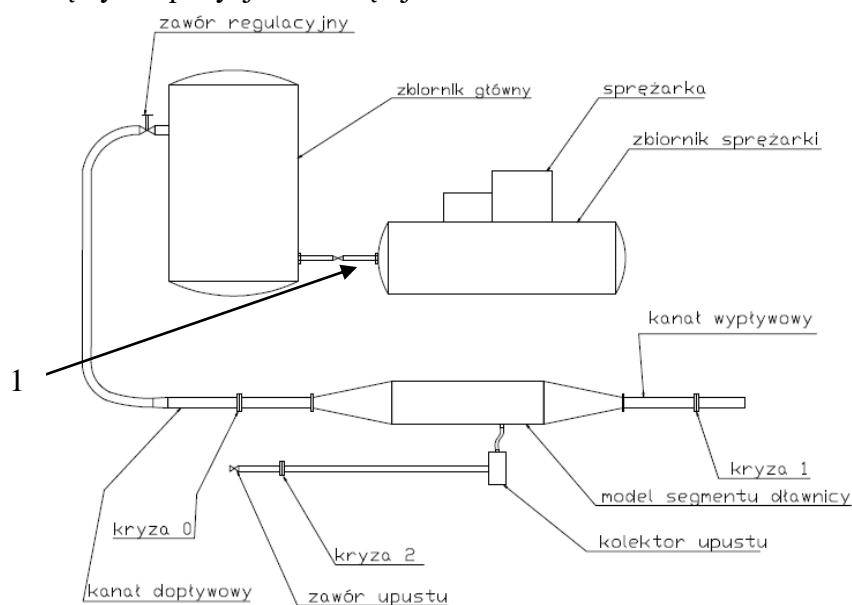 zawór regulacyjny
zbiornik główny
sprężarka
zbiornik sprężarki
kanał wypływowy
1
kryza 1
model segmentu dławnicy
kryza 0
kolektor upustu
kryza 2
kanał dopływowy
zawór upustu